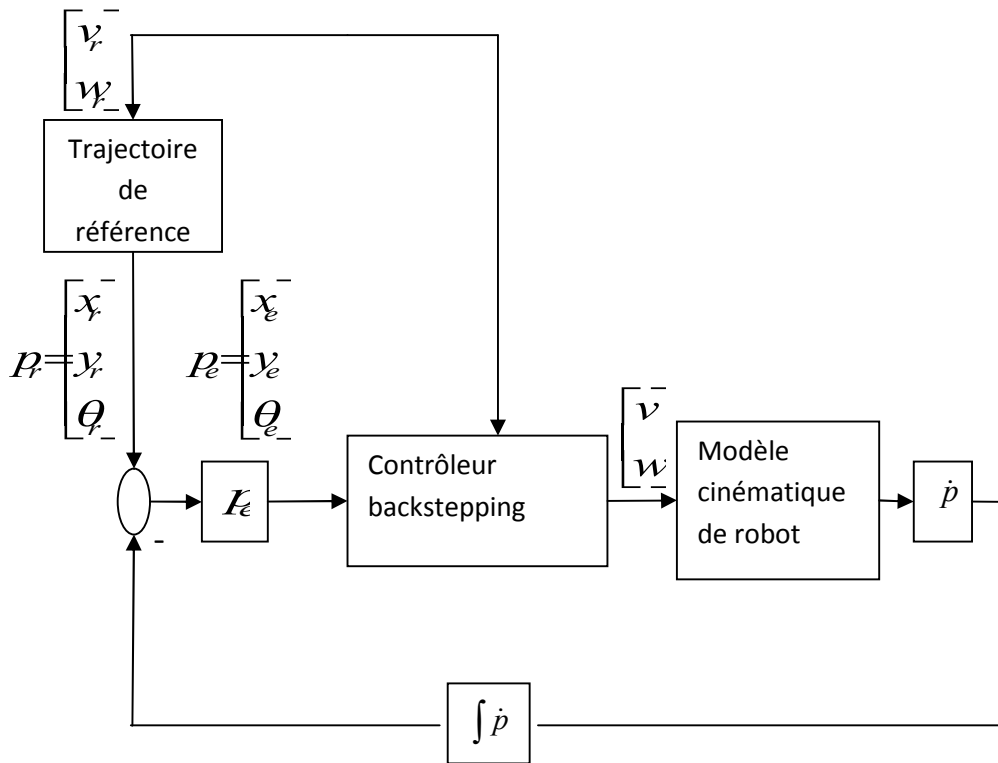 v_r
w_r
Trajectoire
de
référence
x_r
p_r = y_r
θ_r
x_e
p_e = y_e
θ_e
p_e
-
Contrôleur
backstepping
v
w
Modèle
cinématique
de robot
ṗ
∫ ṗ